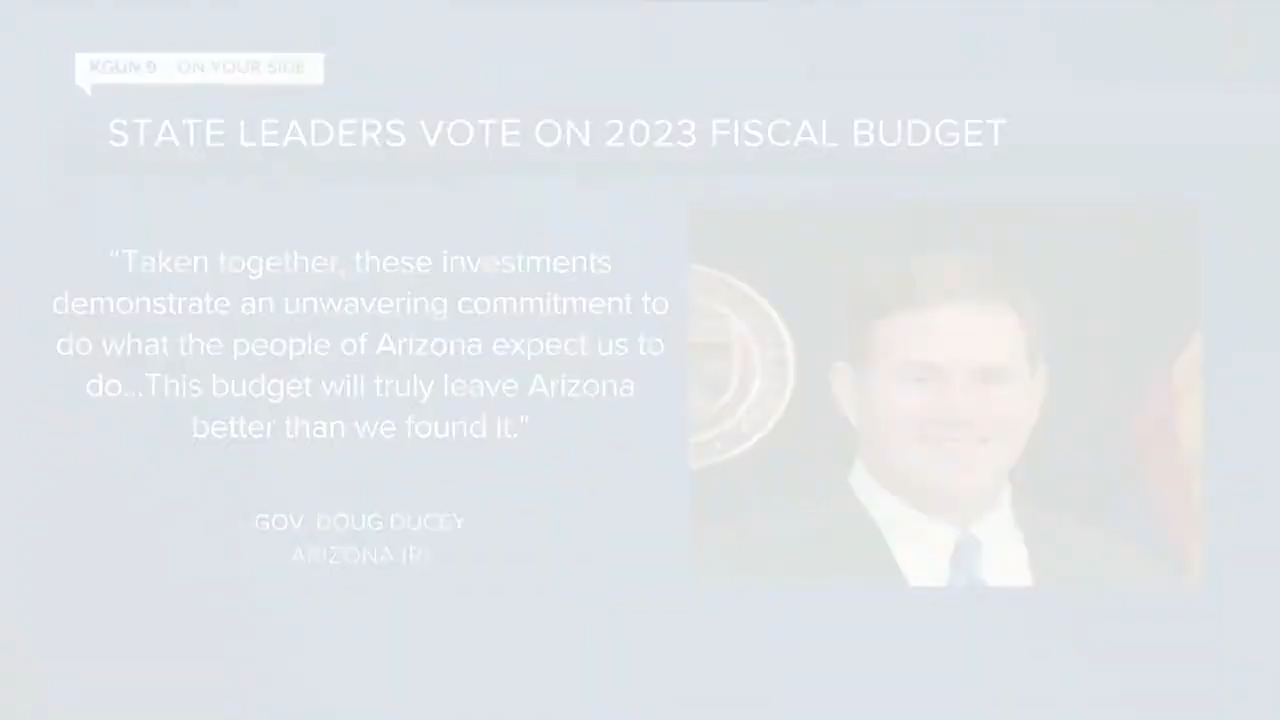 KGUN 9 ON YOUR SIDE
STATE LEADERS VOTE ON 2023 FISCAL BUDGET
"Taken together, these investments
demonstrate an unwavering commitment to
do what the people of Arizona expect us to
do...This budget will truly leave Arizona
better than we found it."
GOV. DOUG DUCEY
ARIZONA (R)